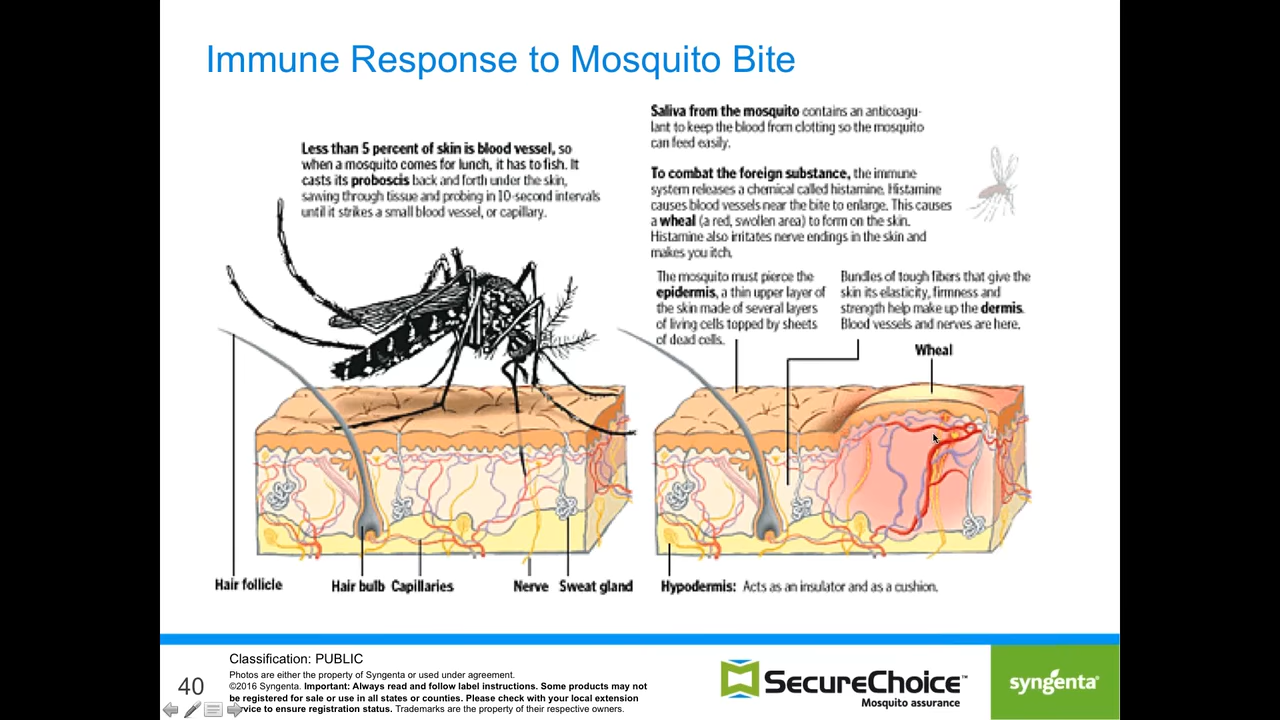 Immune Response to Mosquito Bite
Less than 5 percent of skin is blood vessel, so
when a mosquito comes for lunch, it has to fish. It
casts its proboscis back and forth under the skin,
sawing through tissue and probing in 10-second intervals
until it strikes a small blood vessel, or capillary.
Saliva from the mosquito contains an anticoagu-
lant to keep the blood from clotting so the mosquito
can feed easily.
To combat the foreign substance, the immune
system releases a chemical called histamine. Histamine
causes blood vessels near the bite to enlarge. This causes
a wheal (a red, swollen area) to form on the skin.
Histamine also irritates nerve endings in the skin and
makes you itch.
The mosquito must pierce the
epidermis, a thin upper layer of
the skin made of several layers
of living cells topped by sheets
of dead cells.
Bundles of tough fibers that give the
skin its elasticity, firmness and
strength help make up the dermis.
Blood vessels and nerves are here.
Wheal
Hair follicle
Hair bulb
Capillaries
Nerve
Sweat gland
Hypodermis: Acts as an insulator and as a cushion.
Classification: PUBLIC
Photos are either the property of Syngenta or used under agreement.
©2016 Syngenta. Important: Always read and follow label instructions. Some products may not
be registered for sale or use in all states or counties. Please check with your local extension
service to ensure registration status. Trademarks are the property of their respective owners.
40
SecureChoice™
Mosquito assurance
syngenta®